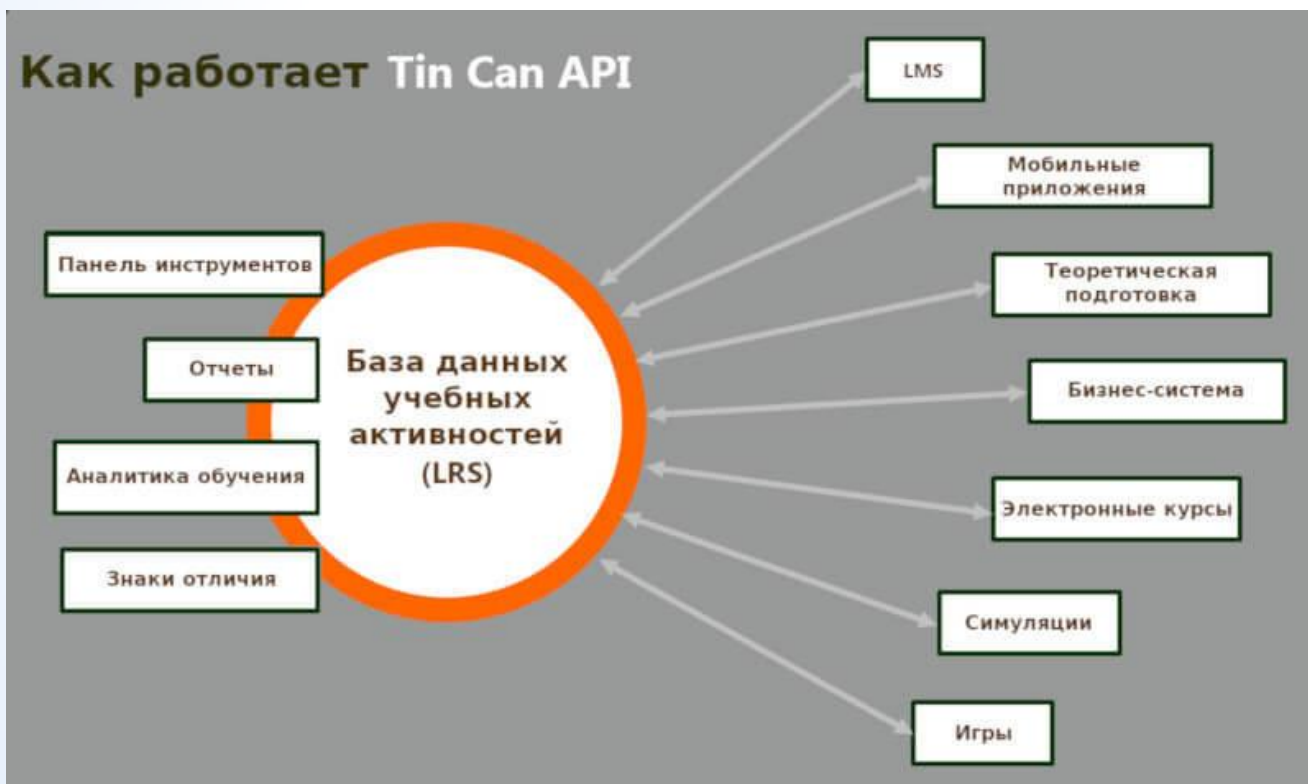 Как работает Tin Can API
LMS
Мобильные
приложения
Теоретическая
подготовка
Бизнес-система
Электронные курсы
Симуляции
Игры
Панель инструментов
Отчеты
Аналитика обучения
Знаки отличия
База данных
учебных
активностей
(LRS)